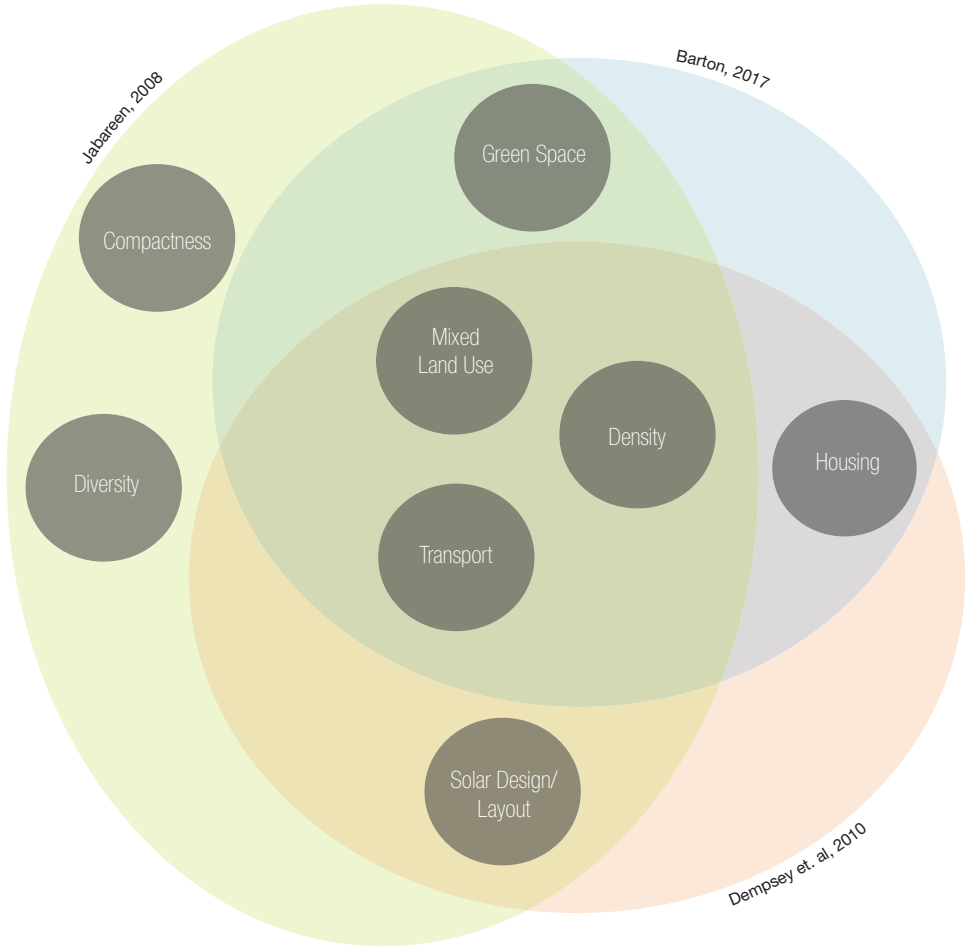 Jabareen, 2008
Barton, 2017
Green Space
Compactness
Mixed
Land Use
Density
Housing
Diversity
Transport
Solar Design/
Layout
Dempsey et. al, 2010